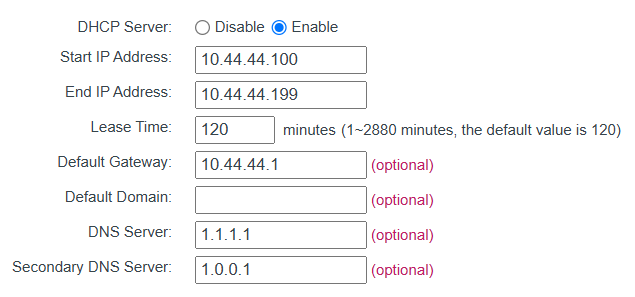 DHCP Server: Disable Enable
Start IP Address: 10.44.44.100
End IP Address: 10.44.44.199
Lease Time: 120 minutes (1~2880 minutes, the default value is 120)
Default Gateway: 10.44.44.1 (optional)
Default Domain: (optional)
DNS Server: 1.1.1.1 (optional)
Secondary DNS Server: 1.0.0.1 (optional)